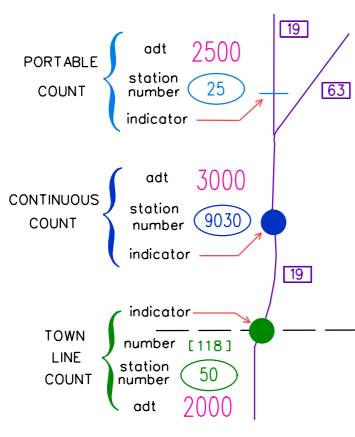 19
PORTABLE
COUNT
adt 2500
station
number 25
indicator
63
CONTINUOUS
COUNT
adt 3000
station
number 9030
indicator
19
TOWN
LINE
COUNT
indicator
number [118]
station
number 50
adt 2000